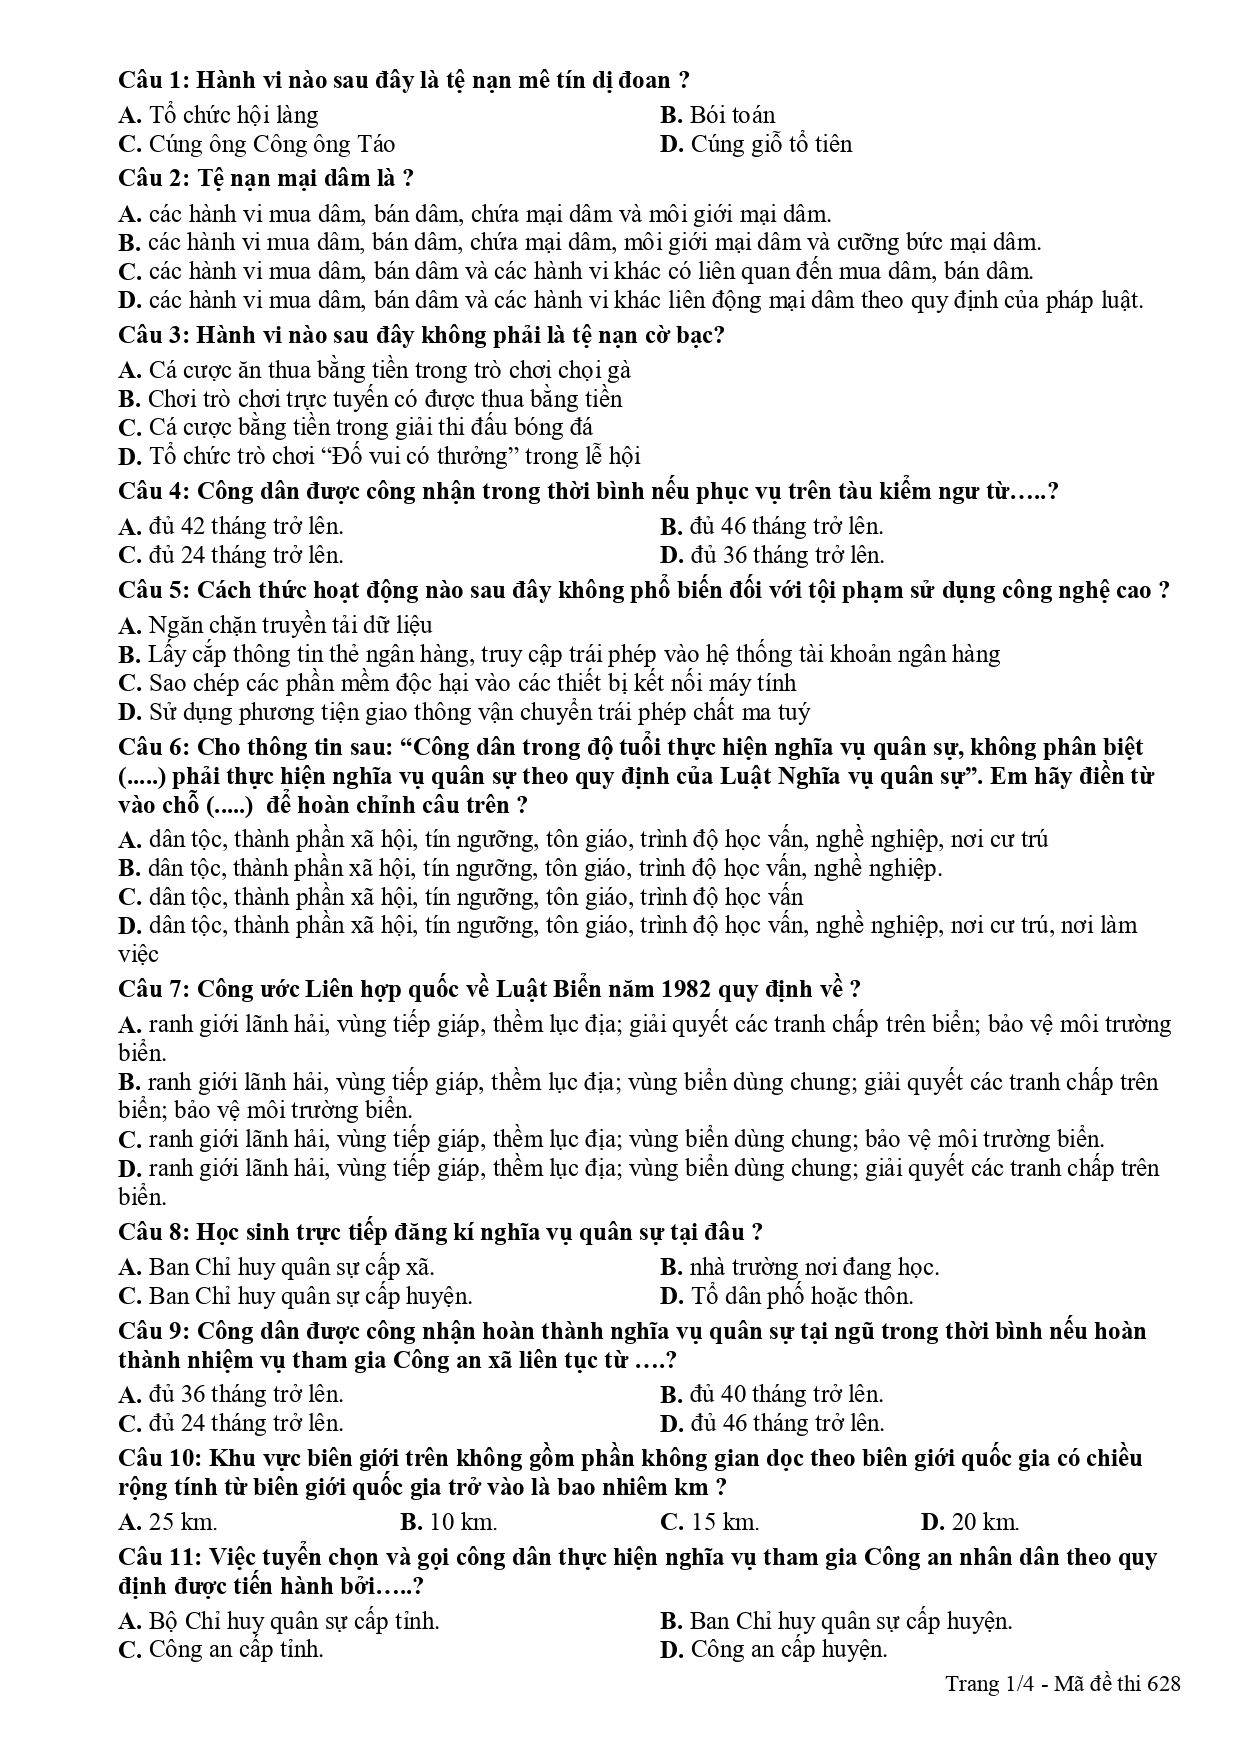 Câu 1: Hành vi nào sau đây là tệ nạn mê tín dị đoan ?
A. Tổ chức hội làng B. Bói toán
C. Cúng ông Công ông Táo D. Cúng giỗ tổ tiên
Câu 2: Tệ nạn mại dâm là ?
A. các hành vi mua dâm, bán dâm, chứa mại dâm và môi giới mại dâm.
B. các hành vi mua dâm, bán dâm, chứa mại dâm, môi giới mại dâm và cưỡng bức mại dâm.
C. các hành vi mua dâm, bán dâm và các hành vi khác có liên quan đến mua dâm, bán dâm.
D. các hành vi mua dâm, bán dâm và các hành vi khác liên động mại dâm theo quy định của pháp luật.
Câu 3: Hành vi nào sau đây không phải là tệ nạn cờ bạc?
A. Cá cược ăn thua bằng tiền trong trò chơi chọi gà
B. Chơi trò chơi trực tuyến có được thua bằng tiền
C. Cá cược bằng tiền trong giải thi đấu bóng đá
D. Tổ chức trò chơi “Đố vui có thưởng” trong lễ hội
Câu 4: Công dân được công nhận trong thời bình nếu phục vụ trên tàu kiểm ngư từ…..?
A. đủ 42 tháng trở lên. B. đủ 46 tháng trở lên.
C. đủ 24 tháng trở lên. D. đủ 36 tháng trở lên.
Câu 5: Cách thức hoạt động nào sau đây không phổ biến đối với tội phạm sử dụng công nghệ cao ?
A. Ngăn chặn truyền tải dữ liệu
B. Lấy cắp thông tin thẻ ngân hàng, truy cập trái phép vào hệ thống tài khoản ngân hàng
C. Sao chép các phần mềm độc hại vào các thiết bị kết nối máy tính
D. Sử dụng phương tiện giao thông vận chuyển trái phép chất ma tuý
Câu 6: Cho thông tin sau: “Công dân trong độ tuổi thực hiện nghĩa vụ quân sự, không phân biệt
(.....) phải thực hiện nghĩa vụ quân sự theo quy định của Luật Nghĩa vụ quân sự”. Em hãy điền từ
vào chỗ (.....) để hoàn chỉnh câu trên ?
A. dân tộc, thành phần xã hội, tín ngưỡng, tôn giáo, trình độ học vấn, nghề nghiệp, nơi cư trú
B. dân tộc, thành phần xã hội, tín ngưỡng, tôn giáo, trình độ học vấn, nghề nghiệp.
C. dân tộc, thành phần xã hội, tín ngưỡng, tôn giáo, trình độ học vấn
D. dân tộc, thành phần xã hội, tín ngưỡng, tôn giáo, trình độ học vấn, nghề nghiệp, nơi cư trú, nơi làm
việc
Câu 7: Công ước Liên hợp quốc về Luật Biển năm 1982 quy định về ?
A. ranh giới lãnh hải, vùng tiếp giáp, thềm lục địa; giải quyết các tranh chấp trên biển; bảo vệ môi trường
biển.
B. ranh giới lãnh hải, vùng tiếp giáp, thềm lục địa; vùng biển dùng chung; giải quyết các tranh chấp trên
biển; bảo vệ môi trường biển.
C. ranh giới lãnh hải, vùng tiếp giáp, thềm lục địa; vùng biển dùng chung; bảo vệ môi trường biển.
D. ranh giới lãnh hải, vùng tiếp giáp, thềm lục địa; vùng biển dùng chung; giải quyết các tranh chấp trên
biển.
Câu 8: Học sinh trực tiếp đăng kí nghĩa vụ quân sự tại đâu ?
A. Ban Chỉ huy quân sự cấp xã. B. nhà trường nơi đang học.
C. Ban Chỉ huy quân sự cấp huyện. D. Tổ dân phố hoặc thôn.
Câu 9: Công dân được công nhận hoàn thành nghĩa vụ quân sự tại ngũ trong thời bình nếu hoàn
thành nhiệm vụ tham gia Công an xã liên tục từ ….?
A. đủ 36 tháng trở lên. B. đủ 40 tháng trở lên.
C. đủ 24 tháng trở lên. D. đủ 46 tháng trở lên.
Câu 10: Khu vực biên giới trên không gồm phần không gian dọc theo biên giới quốc gia có chiều
rộng tính từ biên giới quốc gia trở vào là bao nhiêm km ?
A. 25 km. B. 10 km. C. 15 km. D. 20 km.
Câu 11: Việc tuyển chọn và gọi công dân thực hiện nghĩa vụ tham gia Công an nhân dân theo quy
định được tiến hành bởi…..?
A. Bộ Chỉ huy quân sự cấp tỉnh. B. Ban Chỉ huy quân sự cấp huyện.
C. Công an cấp tỉnh. D. Công an cấp huyện.
Trang 1/4 - Mã đề thi 628